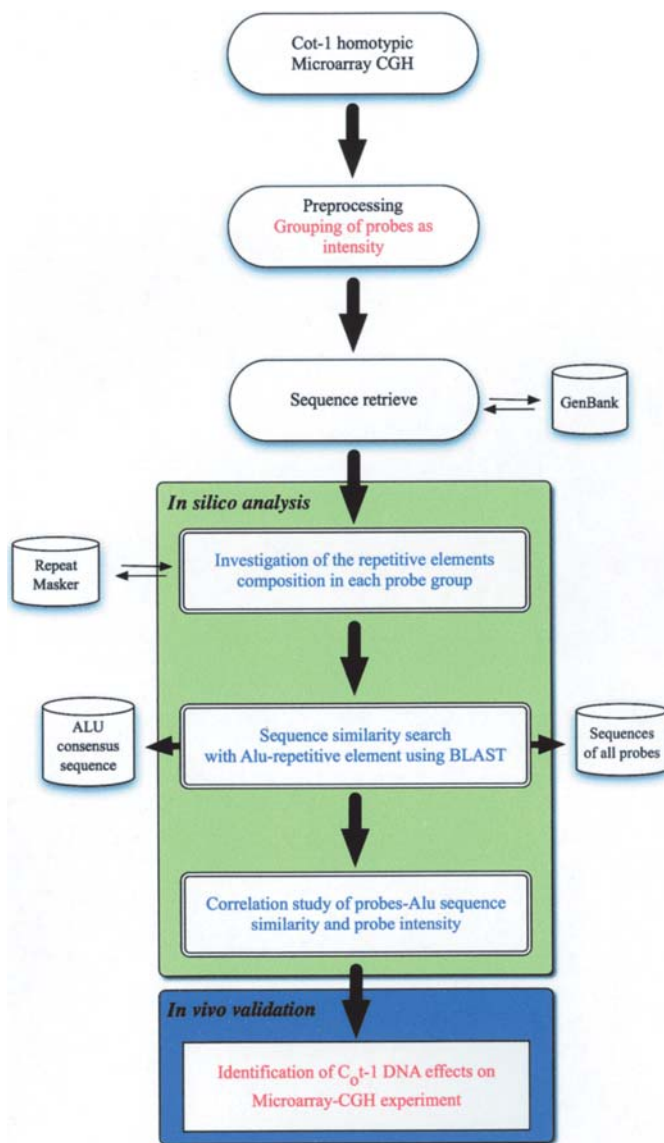 Cot-1 homotypic
Microarray CGH
Preprocessing
Grouping of probes as
intensity
Sequence retrieve
GenBank
In silico analysis
Repeat
Masker
Investigation of the repetitive elements
composition in each probe group
ALU
consensus
sequence
Sequence similarity search
with Alu-repetitive element using BLAST
Sequences
of all probes
Correlation study of probes-Alu sequence
similarity and probe intensity
In vivo validation
Identification of Cot-1 DNA effects on
Microarray-CGH experiment